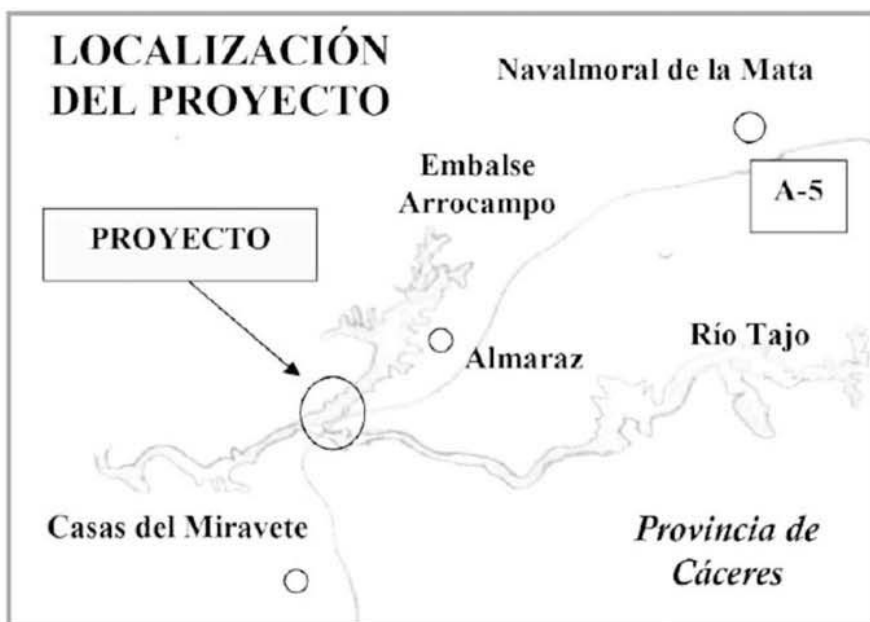 LOCALIZACIÓN
DEL PROYECTO
Navalmoral de la Mata
Embalse
Arrocampo
A-5
PROYECTO
Río Tajo
Almaraz
Casas del Miravete
Provincia de
Cáceres